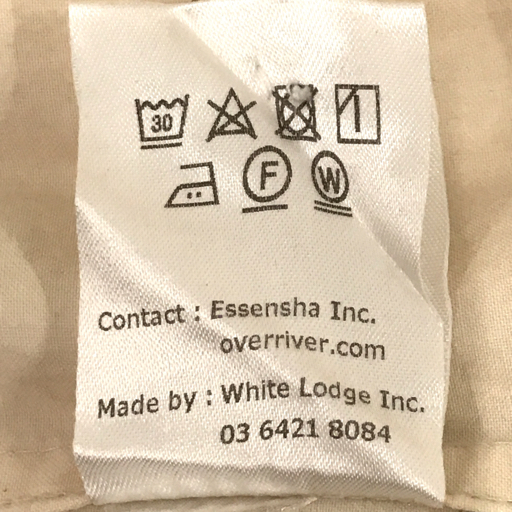 30
F W
Contact : Essensha Inc.
overriver.com
Made by : White Lodge Inc.
03 6421 8084